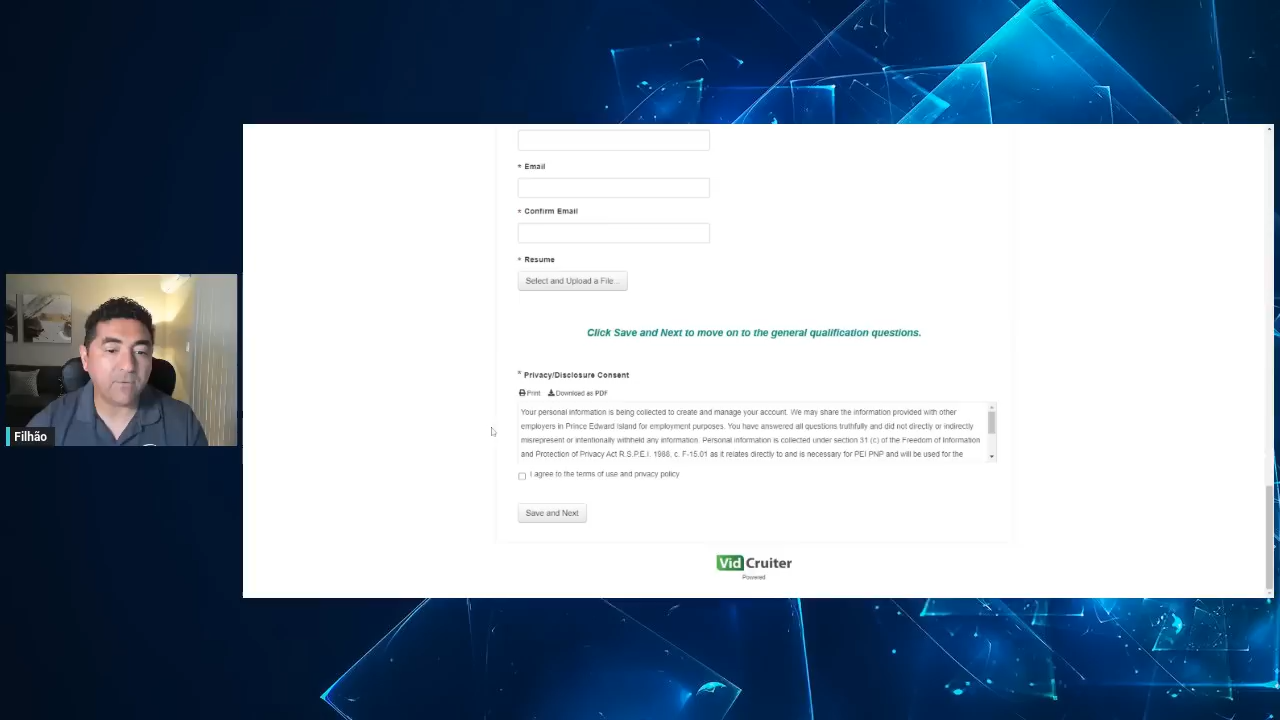 * Email
* Confirm Email
* Resume
Select and Upload a File...
Click Save and Next to move on to the general qualification questions.
* Privacy/Disclosure Consent
Print Download as PDF
Your personal information is being collected to create and manage your account. We may share the information provided with other
employers in Prince Edward Island for employment purposes. You have answered all questions truthfully and did not directly or indirectly
misrepresent or intentionally withheld any information. Personal information is collected under section 31 (c) of the Freedom of Information
and Protection of Privacy Act R.S.P.E.I. 1988, c. F-15.01 as it relates directly to and is necessary for PEI PNP and will be used for the
I agree to the terms of use and privacy policy
Save and Next
VidCruiter
Powered
Filhão